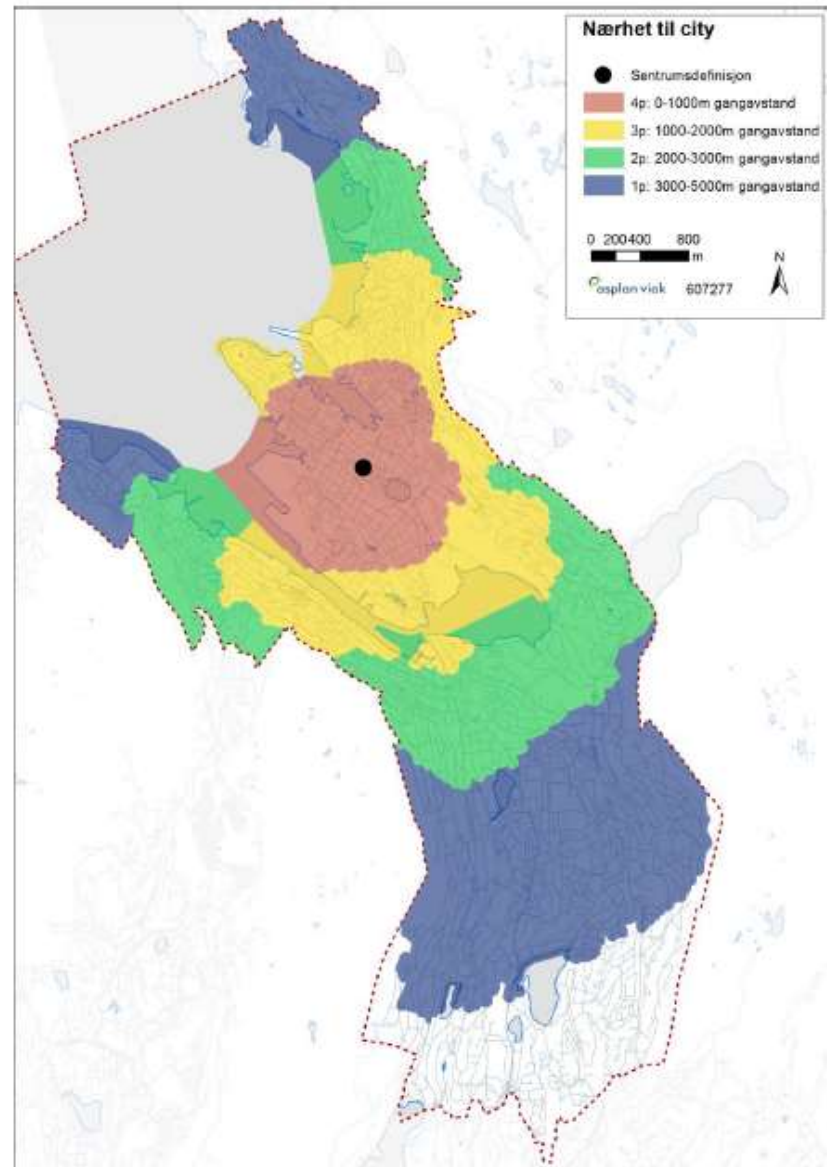 Nærhet til city
Sentrumsdefinisjon
4p: 0-1000m gangavstand
3p: 1000-2000m gangavstand
2p: 2000-3000m gangavstand
1p: 3000-5000m gangavstand
0 200400 800
m
N
asplan viak 607277